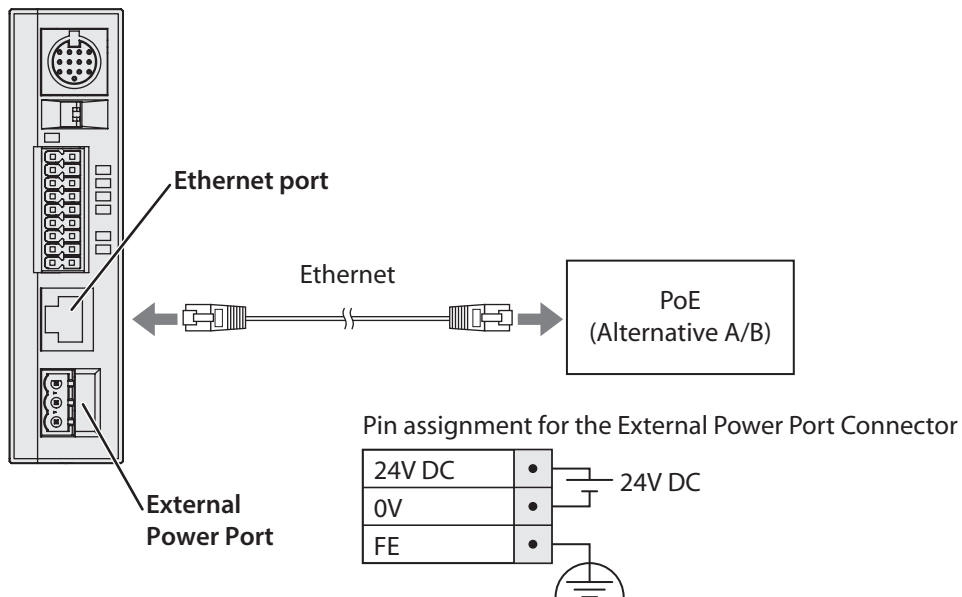 Ethernet port
Ethernet
PoE
(Alternative A/B)
External
Power Port
Pin assignment for the External Power Port Connector
24V DC
24V DC
0V
FE